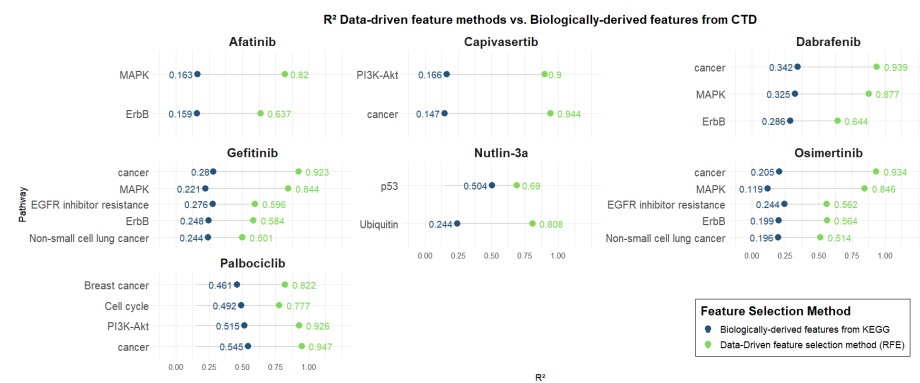 R² Data-driven feature methods vs. Biologically-derived features from CTD
Afatinib
MAPK 0.163 0.82
ErbB 0.159 0.637
Capivasertib
PI3K-Akt 0.166 0.9
cancer 0.147 0.944
Dabrafenib
cancer 0.342 0.939
MAPK 0.325 0.877
ErbB 0.286 0.644
Pathway
Gefitinib
cancer 0.28 0.923
MAPK 0.221 0.844
EGFR inhibitor resistance 0.276 0.596
ErbB 0.248 0.584
Non-small cell lung cancer 0.244 0.501
Nutlin-3a
p53 0.504 0.69
Ubiquitin 0.244 0.808
0.00 0.25 0.50 0.75 1.00
Osimertinib
cancer 0.205 0.934
MAPK 0.119 0.846
EGFR inhibitor resistance 0.244 0.562
ErbB 0.199 0.564
Non-small cell lung cancer 0.196 0.514
0.00 0.25 0.50 0.75 1.00
Palbociclib
Breast cancer 0.461 0.822
Cell cycle 0.492 0.777
PI3K-Akt 0.515 0.926
cancer 0.545 0.947
0.00 0.25 0.50 0.75 1.00
R²
Feature Selection Method
Biologically-derived features from KEGG
Data-Driven feature selection method (RFE)